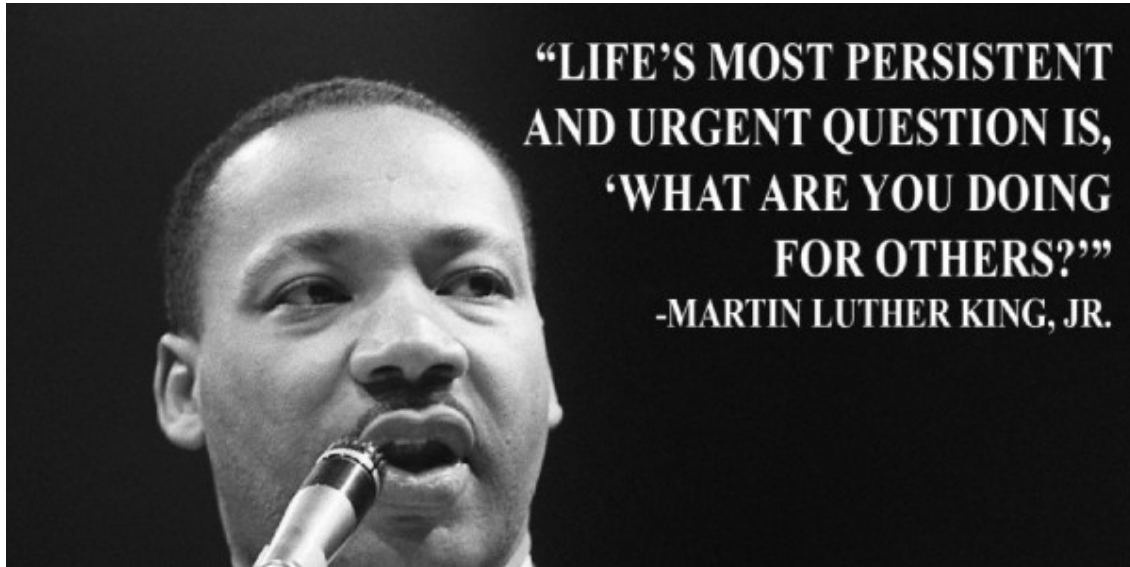 “LIFE’S MOST PERSISTENT
AND URGENT QUESTION IS,
‘WHAT ARE YOU DOING
FOR OTHERS?’”
-MARTIN LUTHER KING, JR.